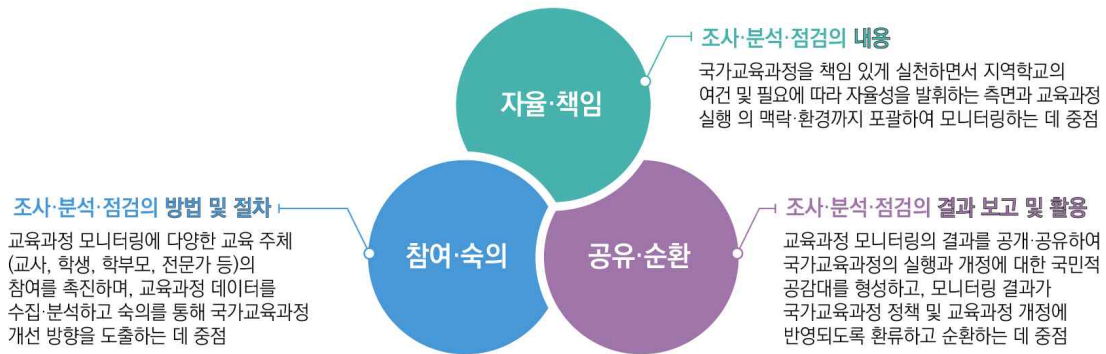 조사·분석·점검의 내용
국가교육과정을 책임 있게 실천하면서 지역학교의
여건 및 필요에 따라 자율성을 발휘하는 측면과 교육과정
실행 의 맥락·환경까지 포괄하여 모니터링하는 데 중점
자율·책임
조사·분석·점검의 방법 및 절차
교육과정 모니터링에 다양한 교육 주체
(교사, 학생, 학부모, 전문가 등)의
참여를 촉진하며, 교육과정 데이터를
수집·분석하고 숙의를 통해 국가교육과정
개선 방향을 도출하는 데 중점
참여·숙의
공유·순환
조사·분석·점검의 결과 보고 및 활용
교육과정 모니터링의 결과를 공개·공유하여
국가교육과정의 실행과 개정에 대한 국민적
공감대를 형성하고, 모니터링 결과가
국가교육과정 정책 및 교육과정 개정에
반영되도록 환류하고 순환하는 데 중점